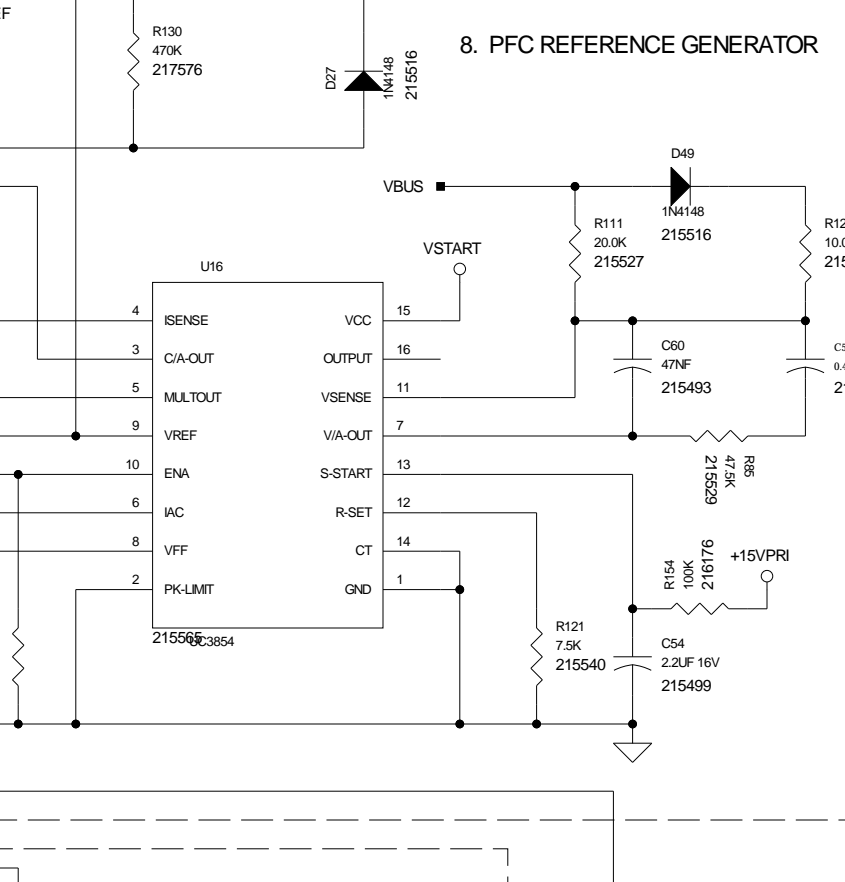 EF
R130
470K
217576
D27
1N4148
215516
8. PFC REFERENCE GENERATOR
D49
1N4148
215516
VBUS
R111
20.0K
215527
VSTART
U16
4 ISENSE VCC 15
3 C/A-OUT OUTPUT 16
5 MULTOUT VSENSE 11
9 VREF V/A-OUT 7
10 ENA S-START 13
6 IAC R-SET 12
8 VFF CT 14
2 PK-LIMIT GND 1
215565
UC3854
C60
47NF
215493
R85
47.5K
215529
R154
100K
216176
+15VPRI
R121
7.5K
215540
C54
2.2UF 16V
215499